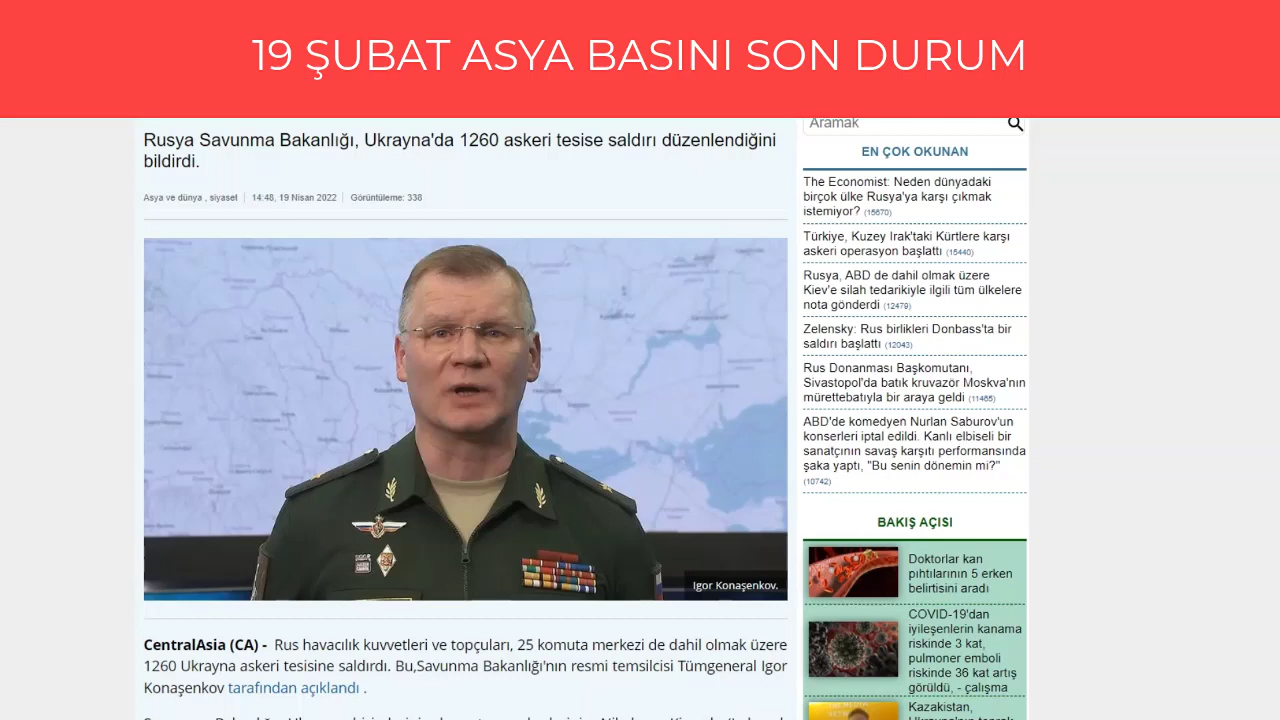 19 ŞUBAT ASYA BASINI SON DURUM
Rusya Savunma Bakanlığı, Ukrayna'da 1260 askeri tesise saldırı düzenlendiğini
bildirdi.
Asya ve dünya , siyaset | 14:48, 19 Nisan 2022 | Görüntüleme: 338
Igor Konaşenkov.
CentralAsia (CA) - Rus havacılık kuvvetleri ve topçuları, 25 komuta merkezi de dahil olmak üzere
1260 Ukrayna askeri tesisine saldırdı. Bu,Savunma Bakanlığı'nın resmi temsilcisi Tümgeneral Igor
Konaşenkov tarafından açıklandı .
Aramak
EN ÇOK OKUNAN
The Economist: Neden dünyadaki
birçok ülke Rusya'ya karşı çıkmak
istemiyor? (15670)
Türkiye, Kuzey Irak'taki Kürtlere karşı
askeri operasyon başlattı (15440)
Rusya, ABD de dahil olmak üzere
Kiev'e silah tedarikiyle ilgili tüm ülkelere
nota gönderdi (12479)
Zelensky: Rus birlikleri Donbass'ta bir
saldırı başlattı (12043)
Rus Donanması Başkomutanı,
Sivastopol'da batık kruvazör Moskva'nın
mürettebatıyla bir araya geldi (11465)
ABD'de komedyen Nurlan Saburov'un
konserleri iptal edildi. Kanlı elbiseli bir
sanatçının savaş karşıtı performansında
şaka yaptı, "Bu senin dönemin mi?"
(10742)
BAKIŞ AÇISI
Doktorlar kan
pıhtılarının 5 erken
belirtisini aradı
COVID-19'dan
iyileşenlerin kanama
riskinde 3 kat,
pulmoner emboli
riskinde 36 kat artış
görüldü, - çalışma
Kazakistan,